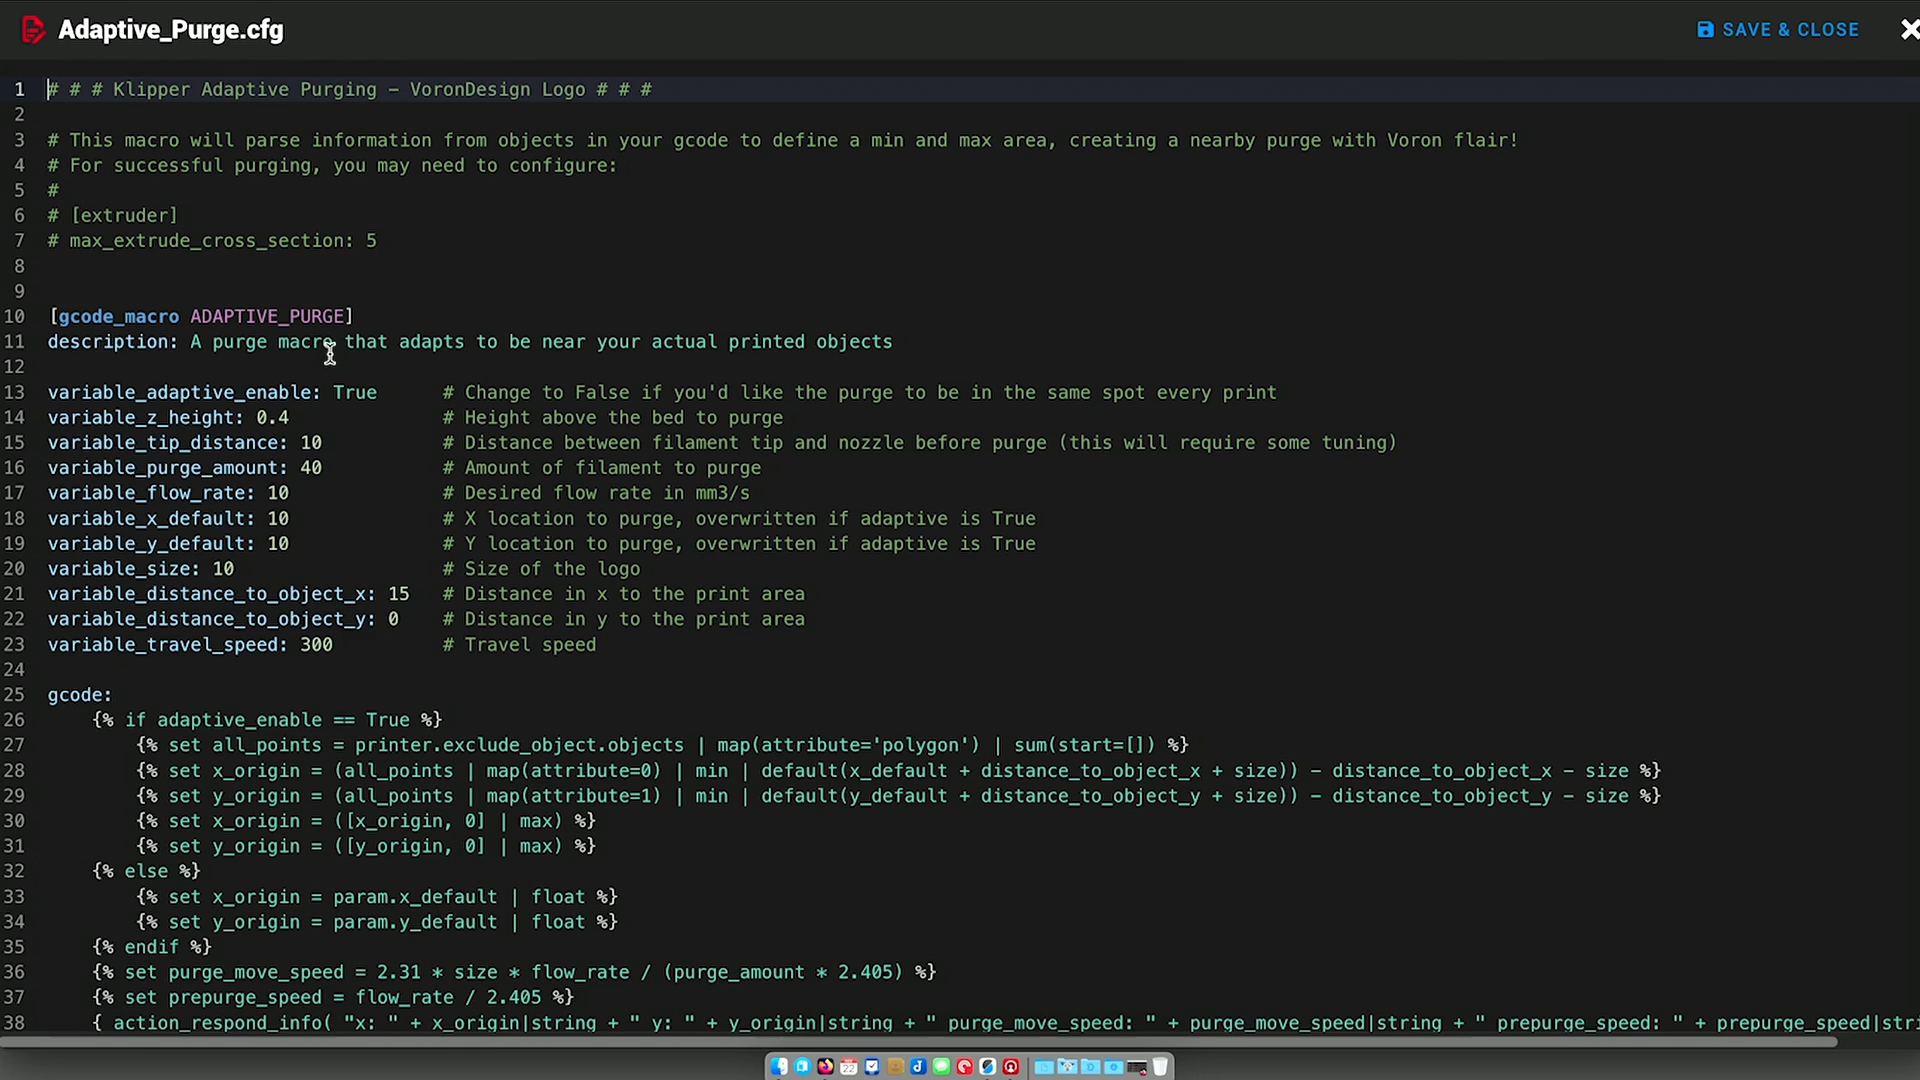 Adaptive_Purge.cfg
SAVE & CLOSE
1 # # # Klipper Adaptive Purging - VoronDesign Logo # # #
2
3 # This macro will parse information from objects in your gcode to define a min and max area, creating a nearby purge with Voron flair!
4 # For successful purging, you may need to configure:
5 #
6 # [extruder]
7 # max_extrude_cross_section: 5
8
9
10 [gcode_macro ADAPTIVE_PURGE]
11 description: A purge macro that adapts to be near your actual printed objects
12
13 variable_adaptive_enable: True # Change to False if you'd like the purge to be in the same spot every print
14 variable_z_height: 0.4 # Height above the bed to purge
15 variable_tip_distance: 10 # Distance between filament tip and nozzle before purge (this will require some tuning)
16 variable_purge_amount: 40 # Amount of filament to purge
17 variable_flow_rate: 10 # Desired flow rate in mm3/s
18 variable_x_default: 10 # X location to purge, overwritten if adaptive is True
19 variable_y_default: 10 # Y location to purge, overwritten if adaptive is True
20 variable_size: 10 # Size of the logo
21 variable_distance_to_object_x: 15 # Distance in x to the print area
22 variable_distance_to_object_y: 0 # Distance in y to the print area
23 variable_travel_speed: 300 # Travel speed
24
25 gcode:
26 {% if adaptive_enable == True %}
27 {% set all_points = printer.exclude_object.objects | map(attribute='polygon') | sum(start=[]) %}
28 {% set x_origin = (all_points | map(attribute=0) | min | default(x_default + distance_to_object_x + size)) - distance_to_object_x - size %}
29 {% set y_origin = (all_points | map(attribute=1) | min | default(y_default + distance_to_object_y + size)) - distance_to_object_y - size %}
30 {% set x_origin = ([x_origin, 0] | max) %}
31 {% set y_origin = ([y_origin, 0] | max) %}
32 {% else %}
33 {% set x_origin = param.x_default | float %}
34 {% set y_origin = param.y_default | float %}
35 {% endif %}
36 {% set purge_move_speed = 2.31 * size * flow_rate / (purge_amount * 2.405) %}
37 {% set prepurge_speed = flow_rate / 2.405 %}
38 { action_respond_info( "x: " + x_origin|string + " y: " + y_origin|string + " purge_move_speed: " + purge_move_speed|string + " prepurge_speed: " + prepurge_speed|stri
22